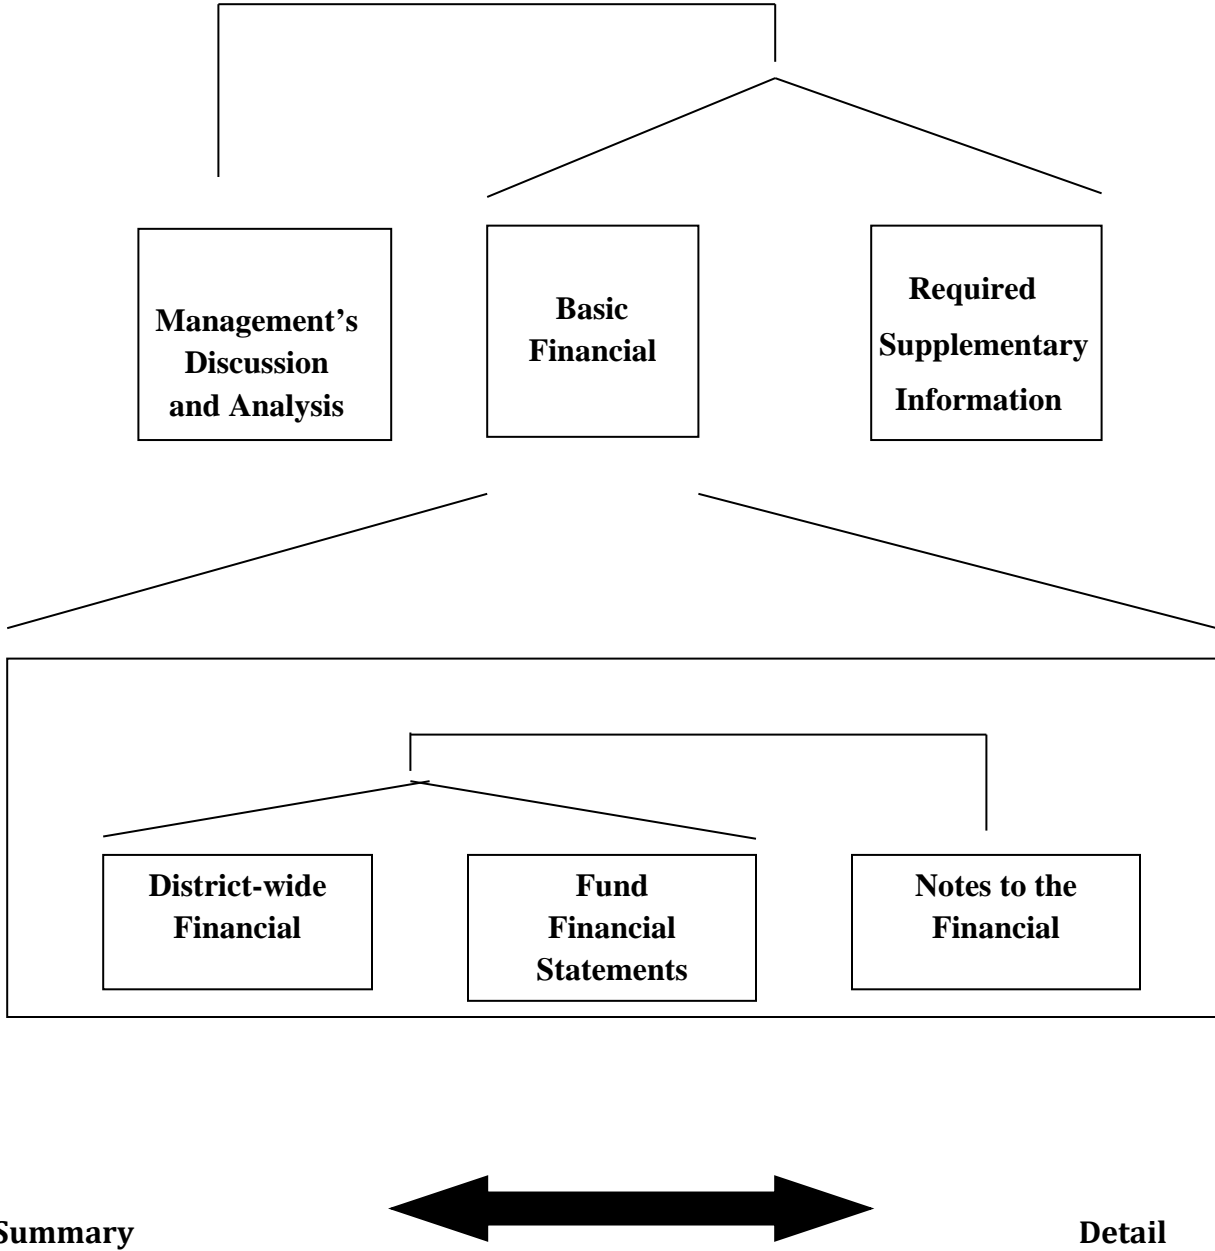 Management’s
Discussion
and Analysis
Basic
Financial
Required
Supplementary
Information
District-wide
Financial
Fund
Financial
Statements
Notes to the
Financial
Summary
Detail